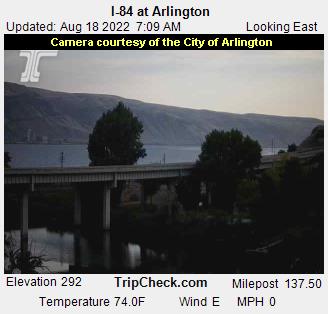 I-84 at Arlington
Updated: Aug 18 2022 7:09 AM Looking East
Camera courtesy of the City of Arlington
Elevation 292 TripCheck.com Milepost 137.50
Temperature 74.0F Wind E MPH 0